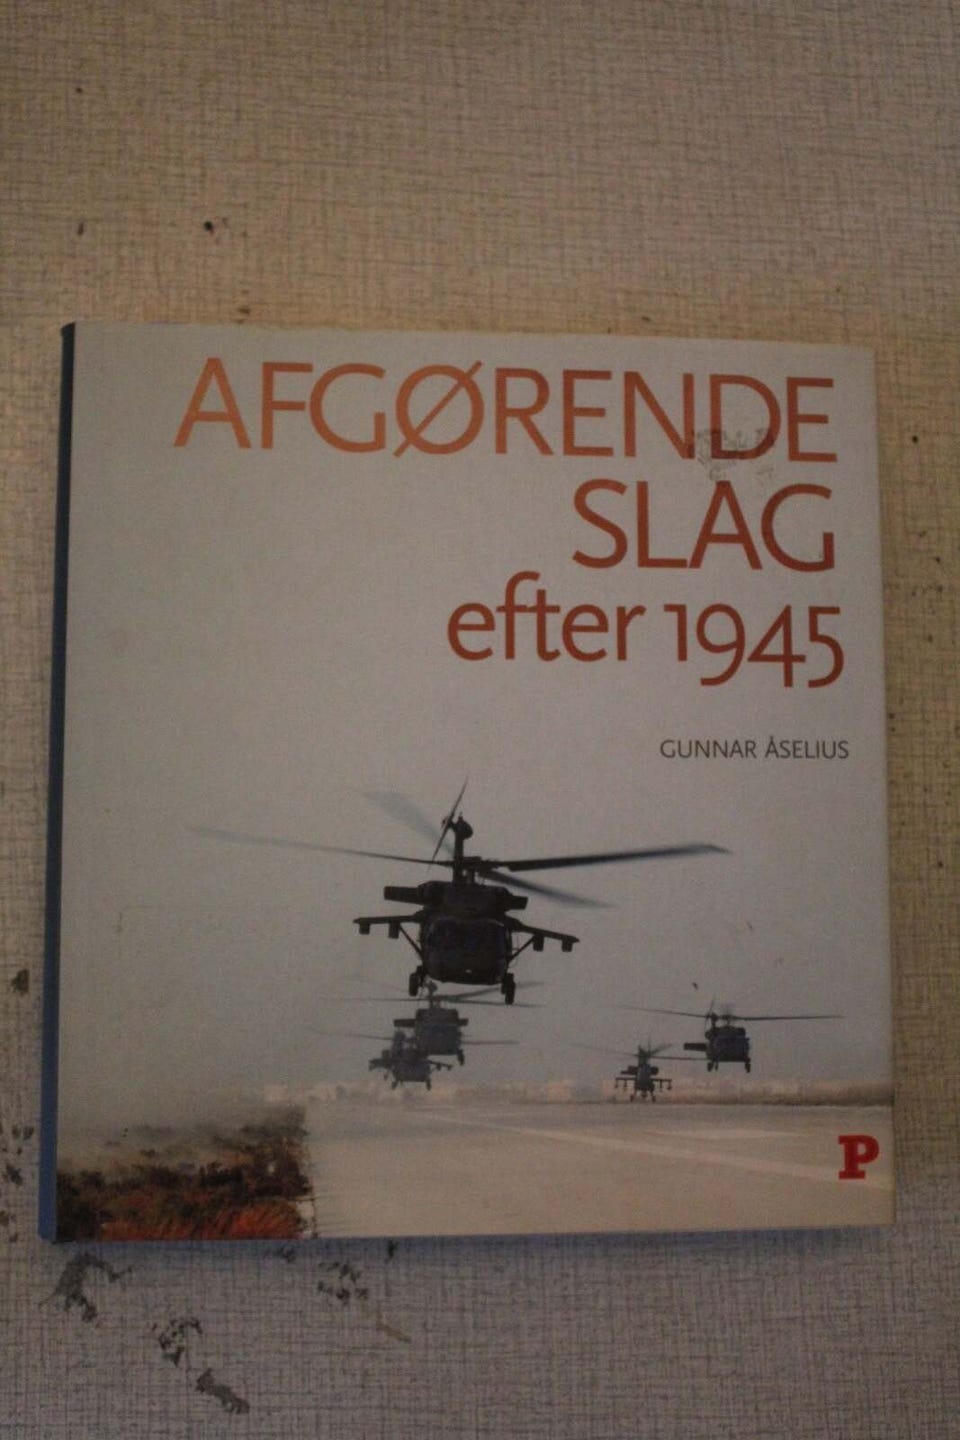 AFGØRENDE
SLAG
efter 1945
GUNNAR ÅSELIUS
P